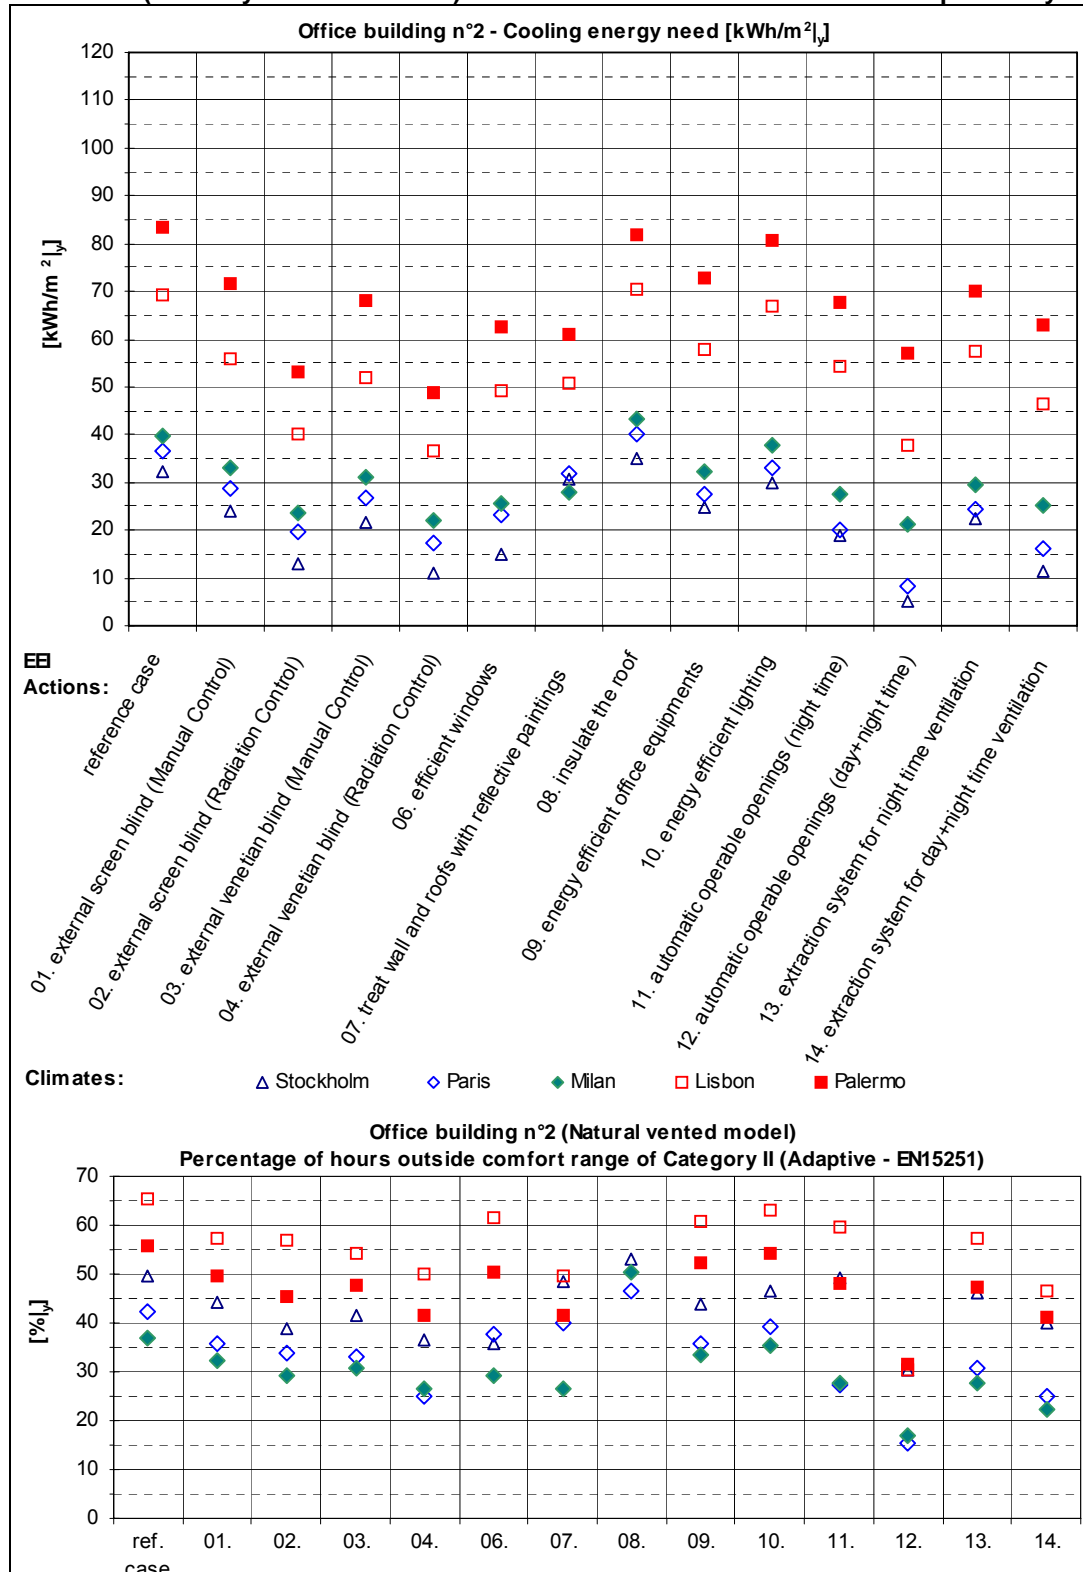 Office building n°2 - Cooling energy need [kWh/m²|y]
120
110
100
90
80
70
60
50
40
30
20
10
0
[kWh/m²|y]
EEI
Actions:
reference case
01. external screen blind (Manual Control)
02. external screen blind (Radiation Control)
03. external venetian blind (Manual Control)
04. external venetian blind (Radiation Control)
06. efficient windows
07. treat wall and roofs with reflective paintings
08. insulate the roof
09. energy efficient office equipments
10. energy efficient lighting
11. automatic operable openings (night time)
12. automatic operable openings (day+night time)
13. extraction system for night time ventilation
14. extraction system for day+night time ventilation
Climates: Stockholm Paris Milan Lisbon Palermo
Office building n°2 (Natural vented model)
Percentage of hours outside comfort range of Category II (Adaptive - EN15251)
70
60
50
40
30
20
10
0
[%|y]
ref. 01. 02. 03. 04. 06. 07. 08. 09. 10. 11. 12. 13. 14.
case